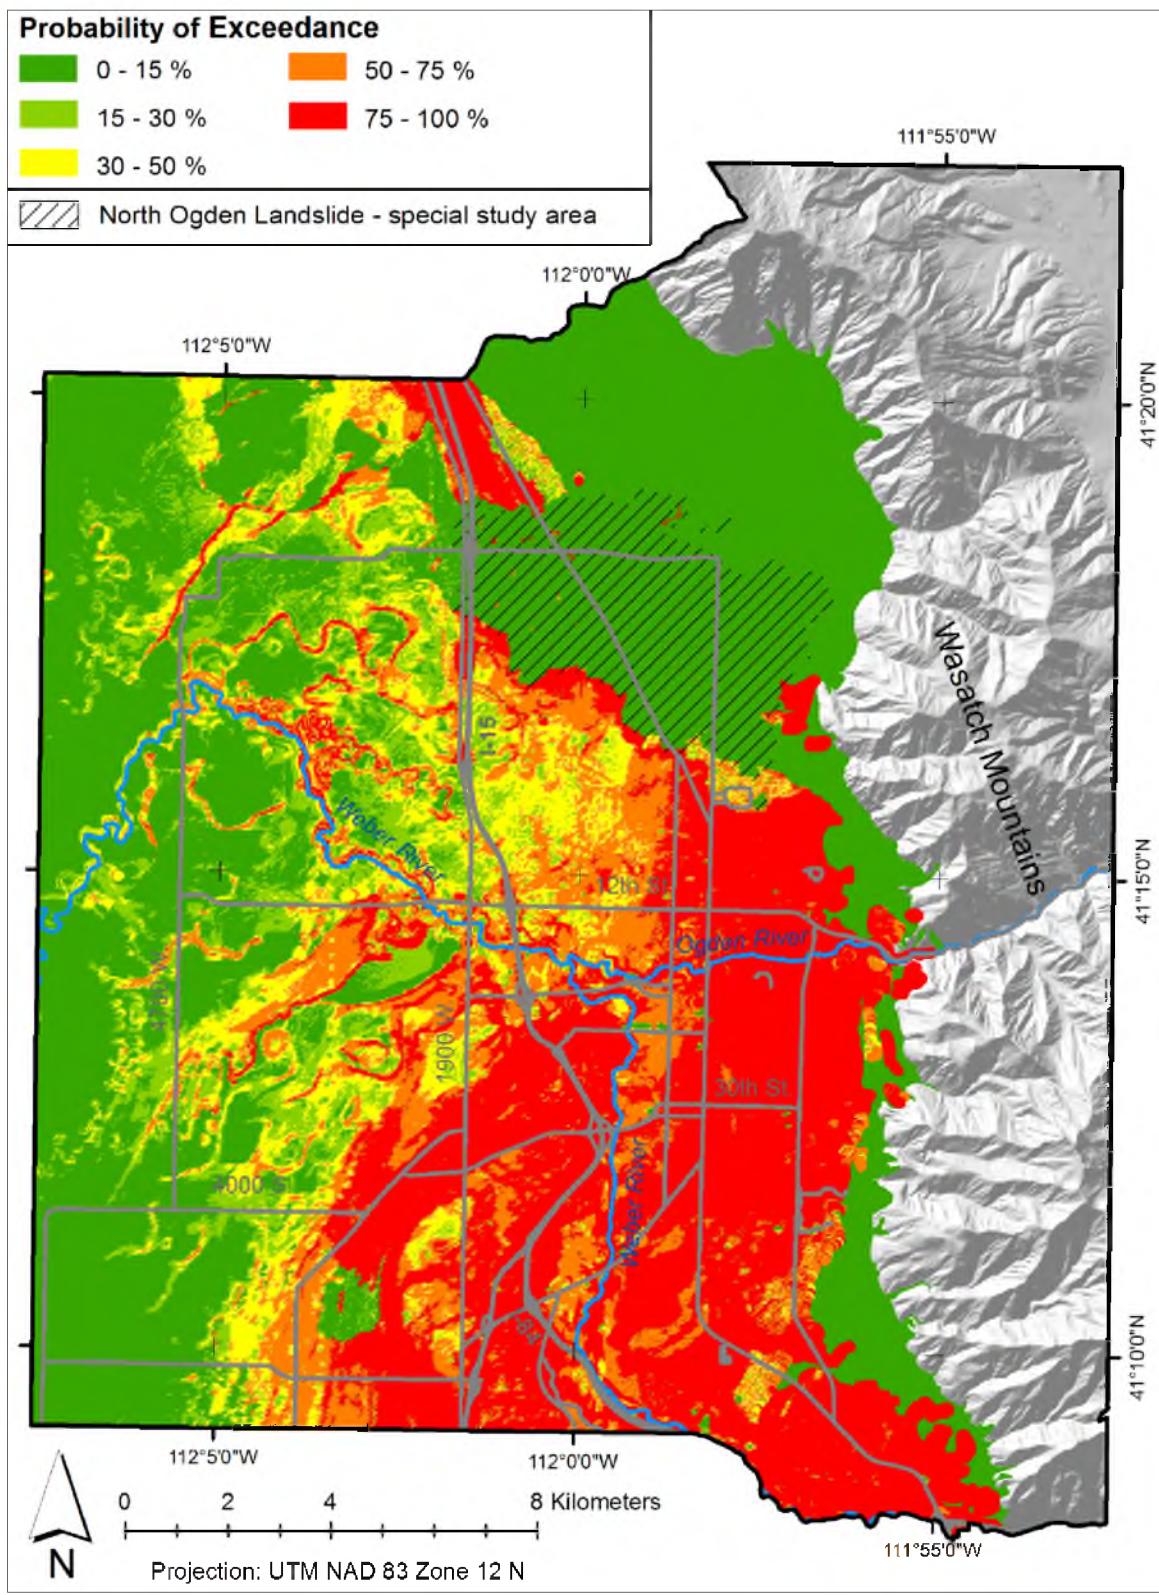 Probability of Exceedance
0 - 15 %
50 - 75 %
15 - 30 %
75 - 100 %
30 - 50 %
North Ogden Landslide - special study area
111°55'0"W
112°0'0"W
112°5'0"W
41°20'0"N
Wasatch Mountains
I-15
Weber River
12th St.
41°15'0"N
Ogden River
1900 W
30th St.
4000 S
Weber River
-84
41°10'0"N
112°5'0"W
112°0'0"W
111°55'0"W
0 2 4 8 Kilometers
N
Projection: UTM NAD 83 Zone 12 N